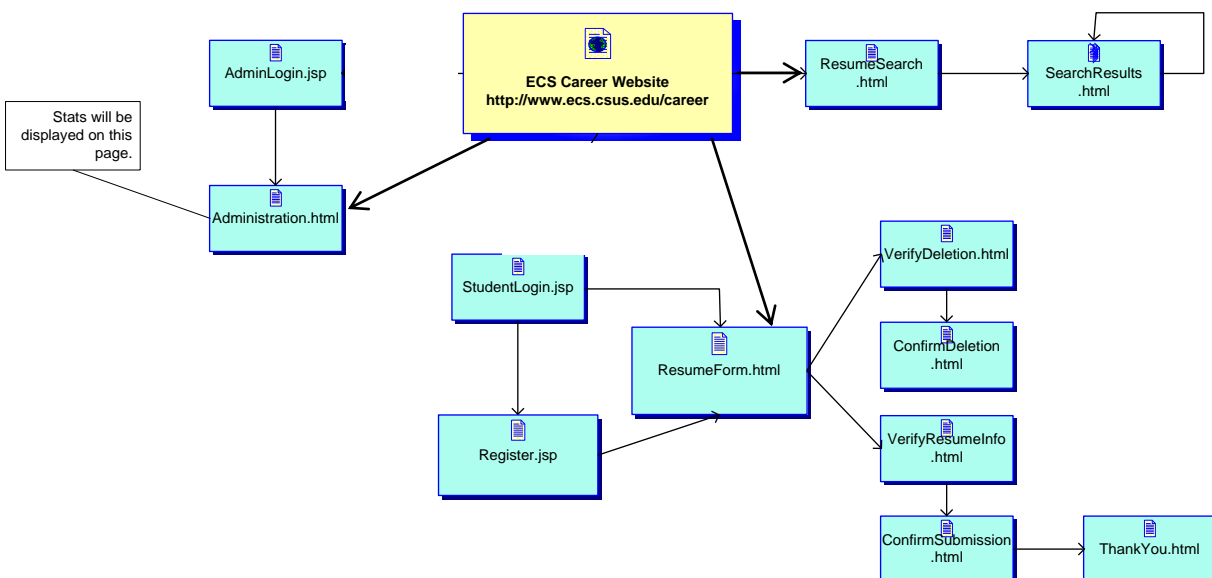 AdminLogin.jsp
ECS Career Website
http://www.ecs.csus.edu/career
ResumeSearch
.html
SearchResults
.html
Stats will be
displayed on this
page.
Administration.html
StudentLogin.jsp
VerifyDeletion.html
ConfirmDeletion
.html
ResumeForm.html
Register.jsp
VerifyResumeInfo
.html
ConfirmSubmission
.html
ThankYou.html